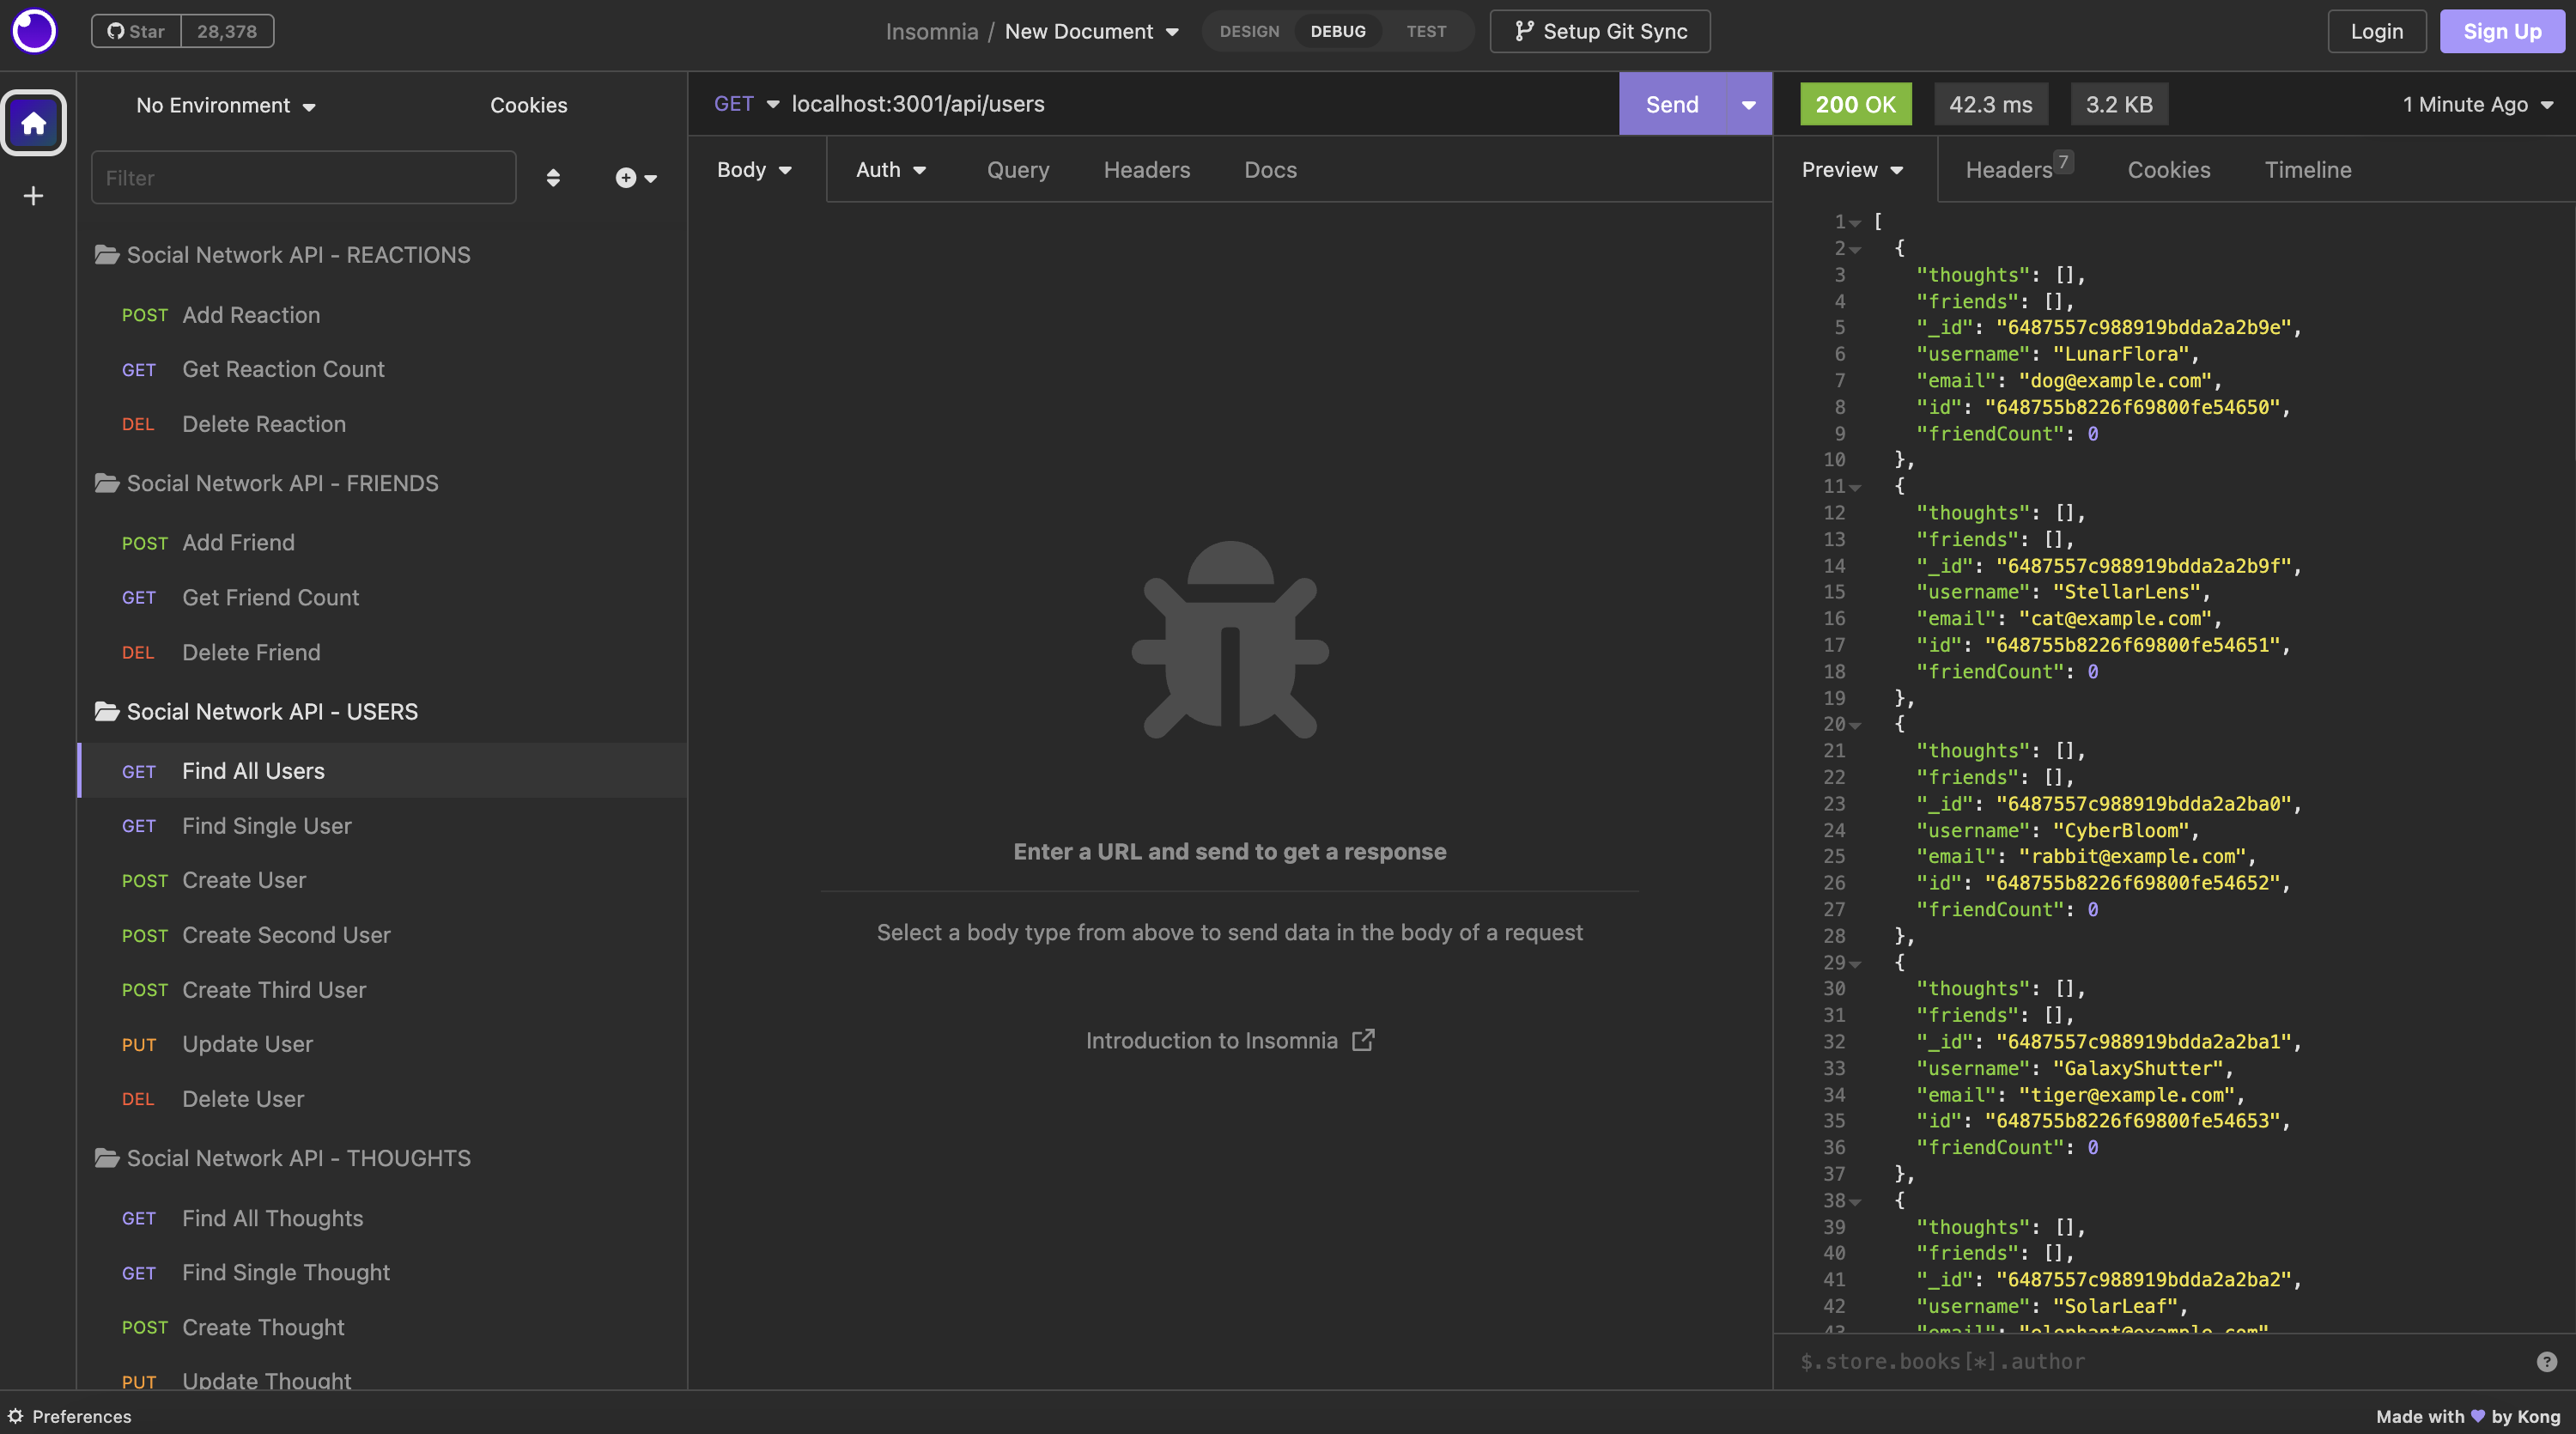 Star 28,378
Insomnia / New Document
DESIGN DEBUG TEST
Setup Git Sync
Login
Sign Up
No Environment
Cookies
Filter
Social Network API - REACTIONS
POST Add Reaction
GET Get Reaction Count
DEL Delete Reaction
Social Network API - FRIENDS
POST Add Friend
GET Get Friend Count
DEL Delete Friend
Social Network API - USERS
GET Find All Users
GET Find Single User
POST Create User
POST Create Second User
POST Create Third User
PUT Update User
DEL Delete User
Social Network API - THOUGHTS
GET Find All Thoughts
GET Find Single Thought
POST Create Thought
PUT Update Thought
GET localhost:3001/api/users
Send
Body Auth Query Headers Docs
Enter a URL and send to get a response
Select a body type from above to send data in the body of a request
Introduction to Insomnia
200 OK 42.3 ms 3.2 KB 1 Minute Ago
Preview Headers 7 Cookies Timeline
1 [
2 {
3 "thoughts": [],
4 "friends": [],
5 "_id": "6487557c988919bdda2a2b9e",
6 "username": "LunarFlora",
7 "email": "dog@example.com",
8 "id": "648755b8226f69800fe54650",
9 "friendCount": 0
10 },
11 {
12 "thoughts": [],
13 "friends": [],
14 "_id": "6487557c988919bdda2a2b9f",
15 "username": "StellarLens",
16 "email": "cat@example.com",
17 "id": "648755b8226f69800fe54651",
18 "friendCount": 0
19 },
20 {
21 "thoughts": [],
22 "friends": [],
23 "_id": "6487557c988919bdda2a2ba0",
24 "username": "CyberBloom",
25 "email": "rabbit@example.com",
26 "id": "648755b8226f69800fe54652",
27 "friendCount": 0
28 },
29 {
30 "thoughts": [],
31 "friends": [],
32 "_id": "6487557c988919bdda2a2ba1",
33 "username": "GalaxyShutter",
34 "email": "tiger@example.com",
35 "id": "648755b8226f69800fe54653",
36 "friendCount": 0
37 },
38 {
39 "thoughts": [],
40 "friends": [],
41 "_id": "6487557c988919bdda2a2ba2",
42 "username": "SolarLeaf",
43 "email": "elephant@example.com"
$.store.books[*].author
Preferences
Made with by Kong